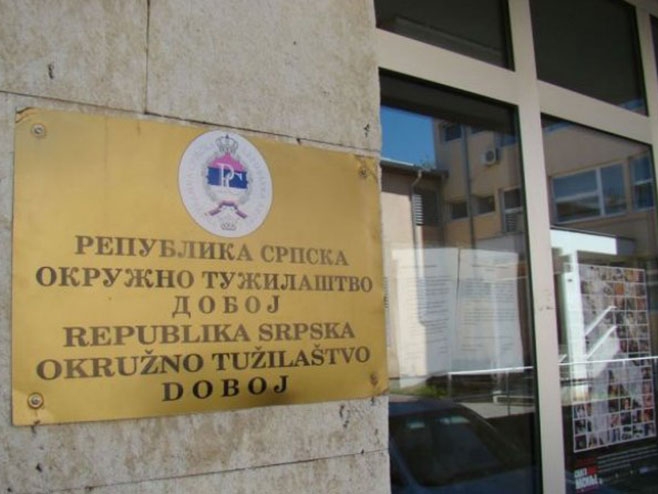 РЕПУБЛИКА СРПСКА
ОКРУЖНО ТУЖИЛАШТВО
ДОБОЈ
REPUBLIKA SRPSKA
OKRUŽNO TUŽILAŠTVO
DOBOJ